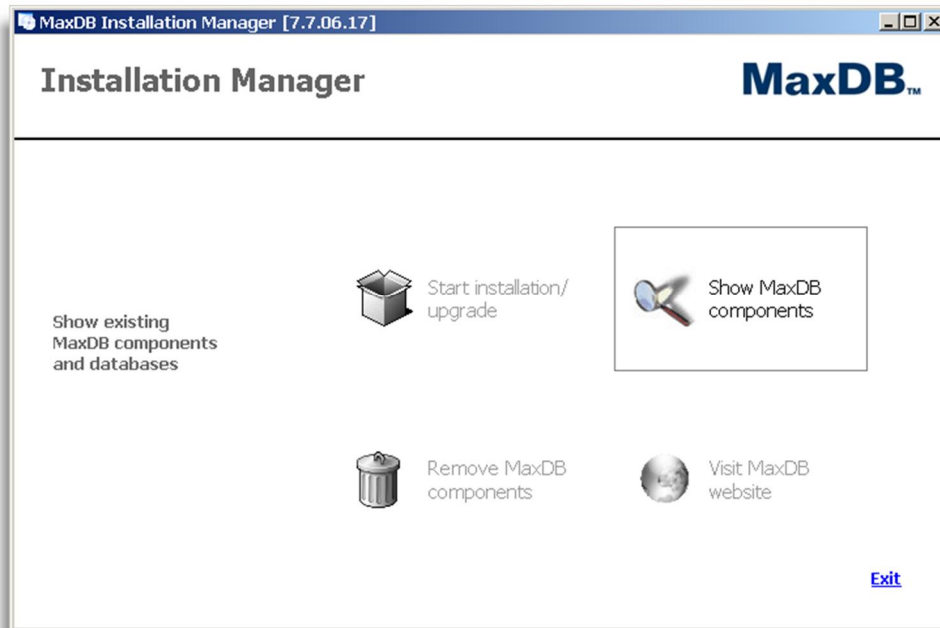 MaxDB Installation Manager [7.7.06.17]
Installation Manager
MaxDB™
Start installation/
upgrade
Show MaxDB
components
Show existing
MaxDB components
and databases
Remove MaxDB
components
Visit MaxDB
website
Exit